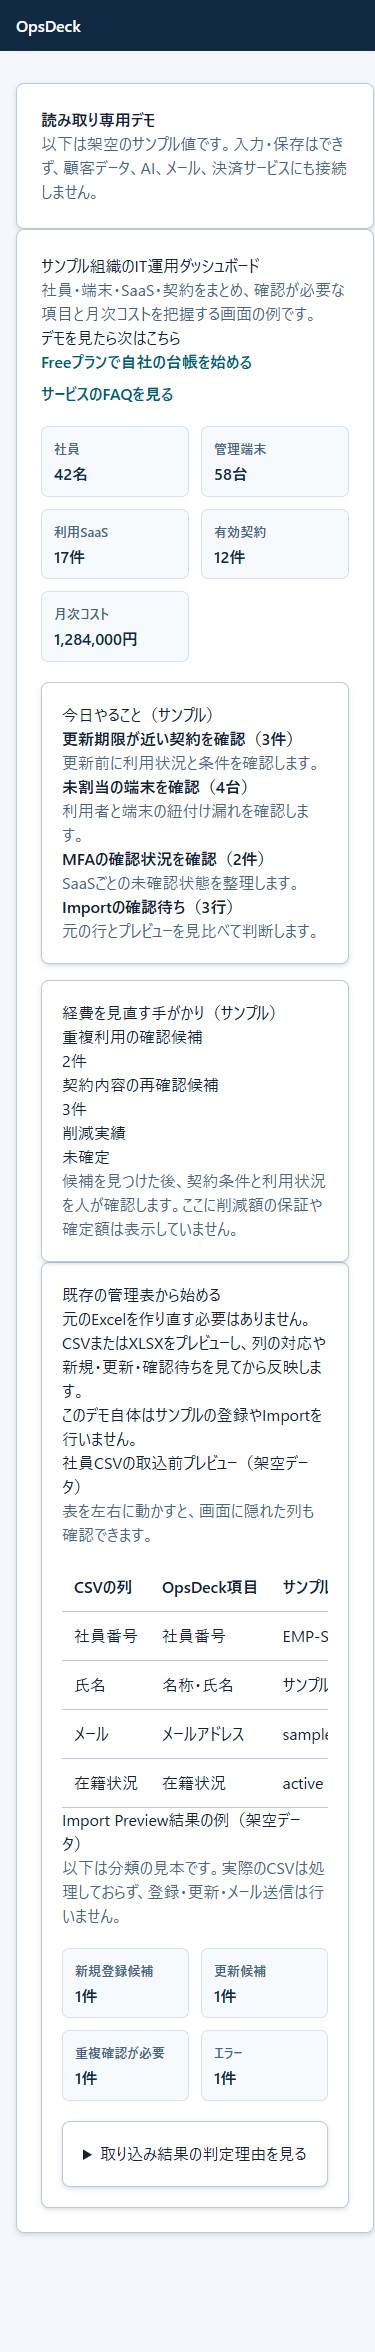 OpsDeck
読み取り専用デモ
以下は架空のサンプル値です。入力・保存はでき
ず、顧客データ、AI、メール、決済サービスにも接続
しません。
サンプル組織のIT運用ダッシュボード
社員・端末・SaaS・契約をまとめ、確認が必要な
項目と月次コストを把握する画面の例です。
デモを見たら次はこちら
Freeプランで自社の台帳を始める
サービスのFAQを見る
社員
42名
管理端末
58台
利用SaaS
17件
有効契約
12件
月次コスト
1,284,000円
今日やること（サンプル）
更新期限が近い契約を確認（3件）
更新前に利用状況と条件を確認します。
未割当の端末を確認（4台）
利用者と端末の紐付け漏れを確認しま
す。
MFAの確認状況を確認（2件）
SaaSごとの未確認状態を整理します。
Importの確認待ち（3行）
元の行とプレビューを見比べて判断します。
経費を見直す手がかり（サンプル）
重複利用の確認候補
2件
契約内容の再確認候補
3件
削減実績
未確定
候補を見つけた後、契約条件と利用状況
を人が確認します。ここに削減額の保証や
確定額は表示していません。
既存の管理表から始める
元のExcelを作り直す必要はありません。
CSVまたはXLSXをプレビューし、列の対応や
新規・更新・確認待ちを見てから反映しま
す。
このデモ自体はサンプルの登録やImportを
行いません。
社員CSVの取込前プレビュー（架空デー
タ）
表を左右に動かすと、画面に隠れた列も
確認できます。
CSVの列 OpsDeck項目 サンプル
社員番号 社員番号 EMP-S
氏名 名称・氏名 サンプル
メール メールアドレス sample
在籍状況 在籍状況 active
Import Preview結果の例（架空デー
タ）
以下は分類の見本です。実際のCSVは処
理しておらず、登録・更新・メール送信は行
いません。
新規登録候補
1件
更新候補
1件
重複確認が必要
1件
エラー
1件
▶ 取り込み結果の判定理由を見る